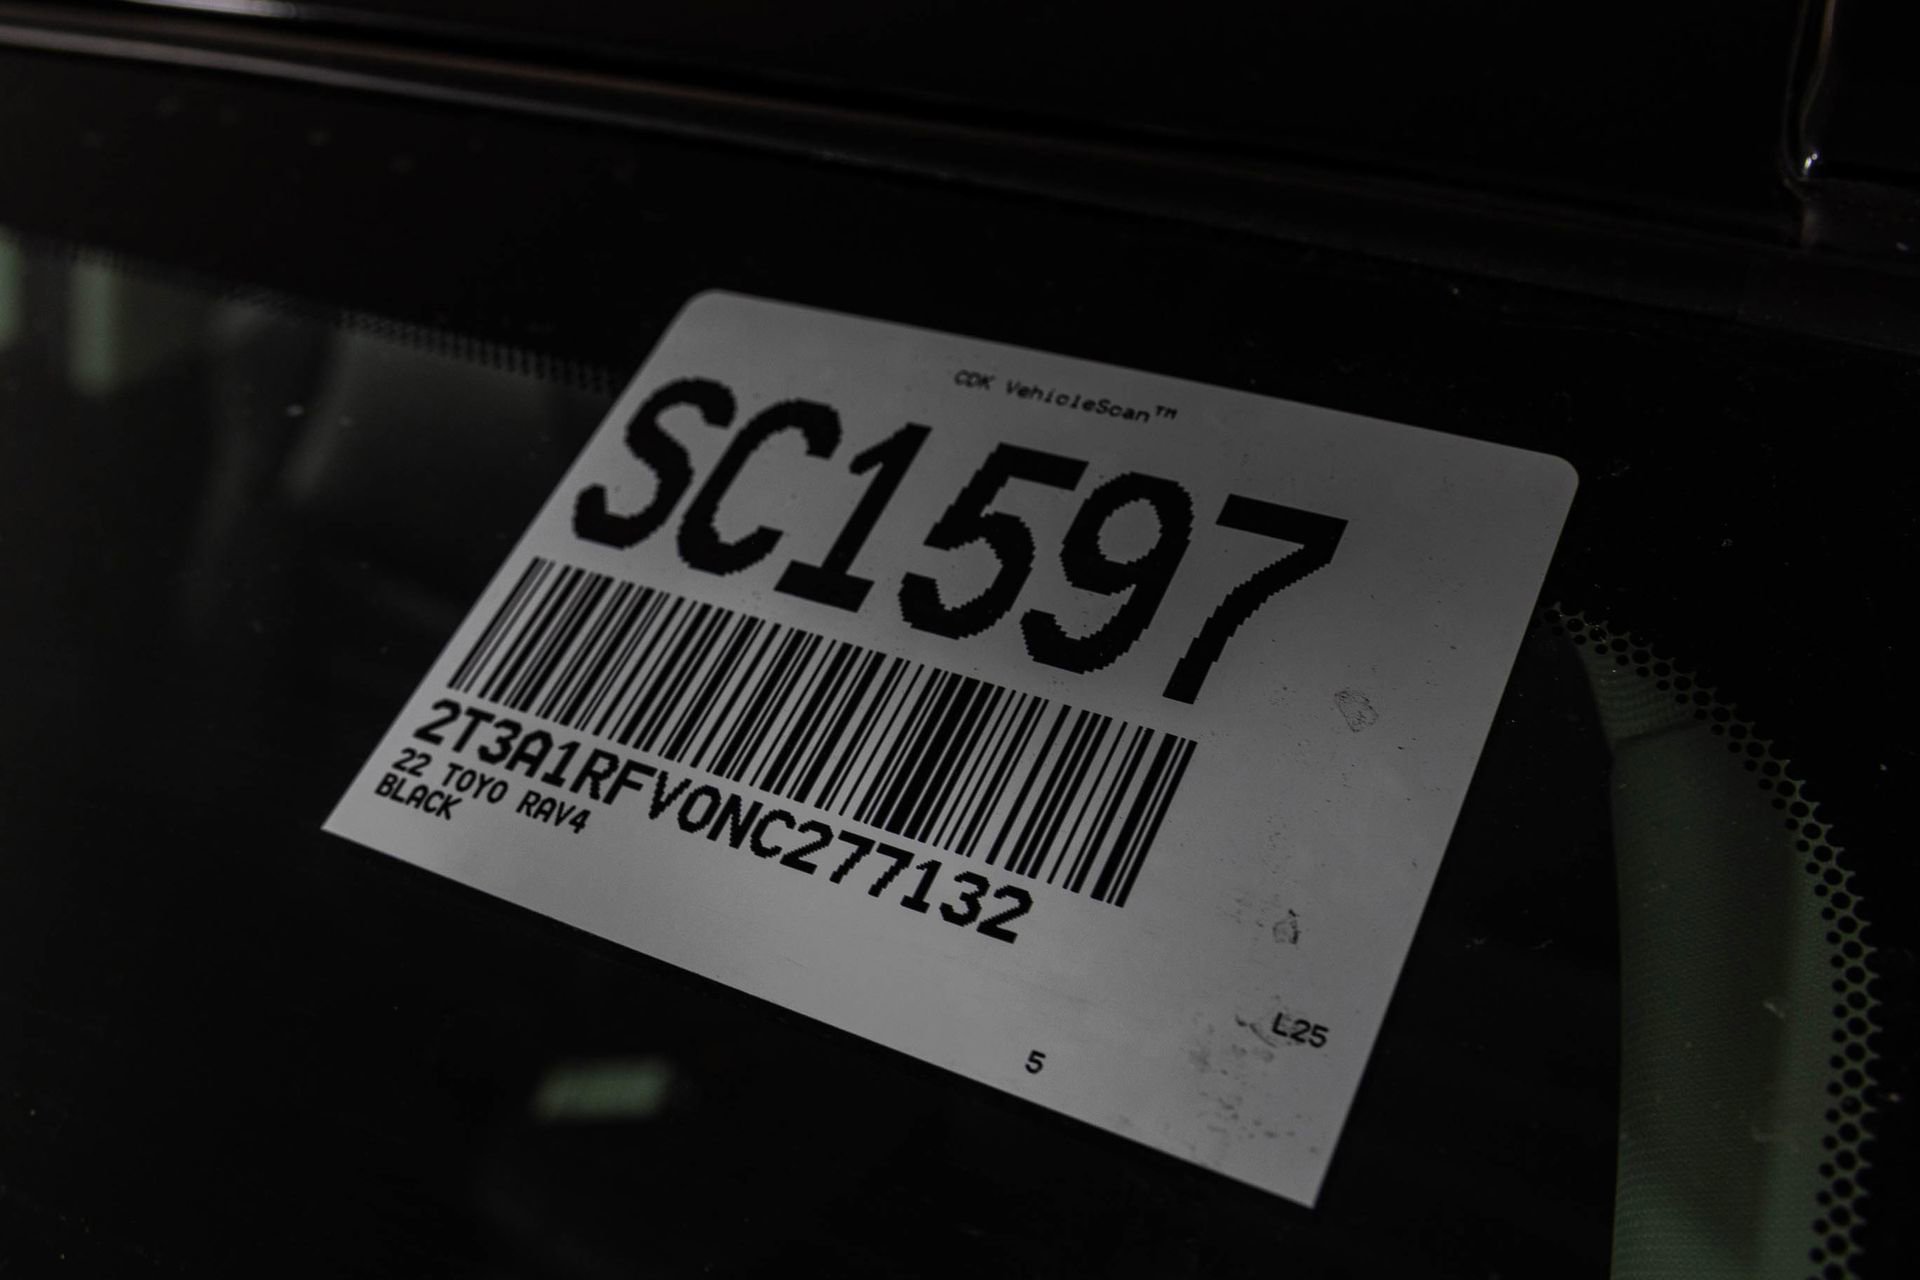 CDK VehicleScan™
SC1597
2T3A1RFV0NC277132
22 TOYO RAV4
BLACK
L25
5